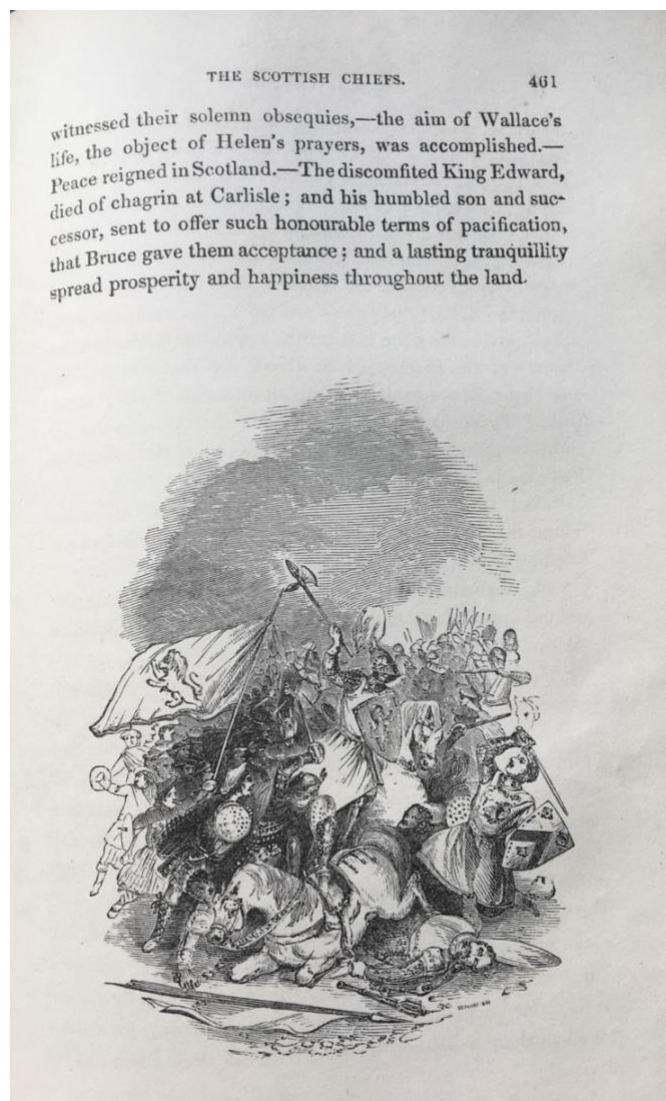 THE SCOTTISH CHIEFS. 461
witnessed their solemn obsequies,—the aim of Wallace's
life, the object of Helen's prayers, was accomplished.—
Peace reigned in Scotland.—The discomfited King Edward,
died of chagrin at Carlisle; and his humbled son and suc-
cessor, sent to offer such honourable terms of pacification,
that Bruce gave them acceptance; and a lasting tranquillity
spread prosperity and happiness throughout the land.